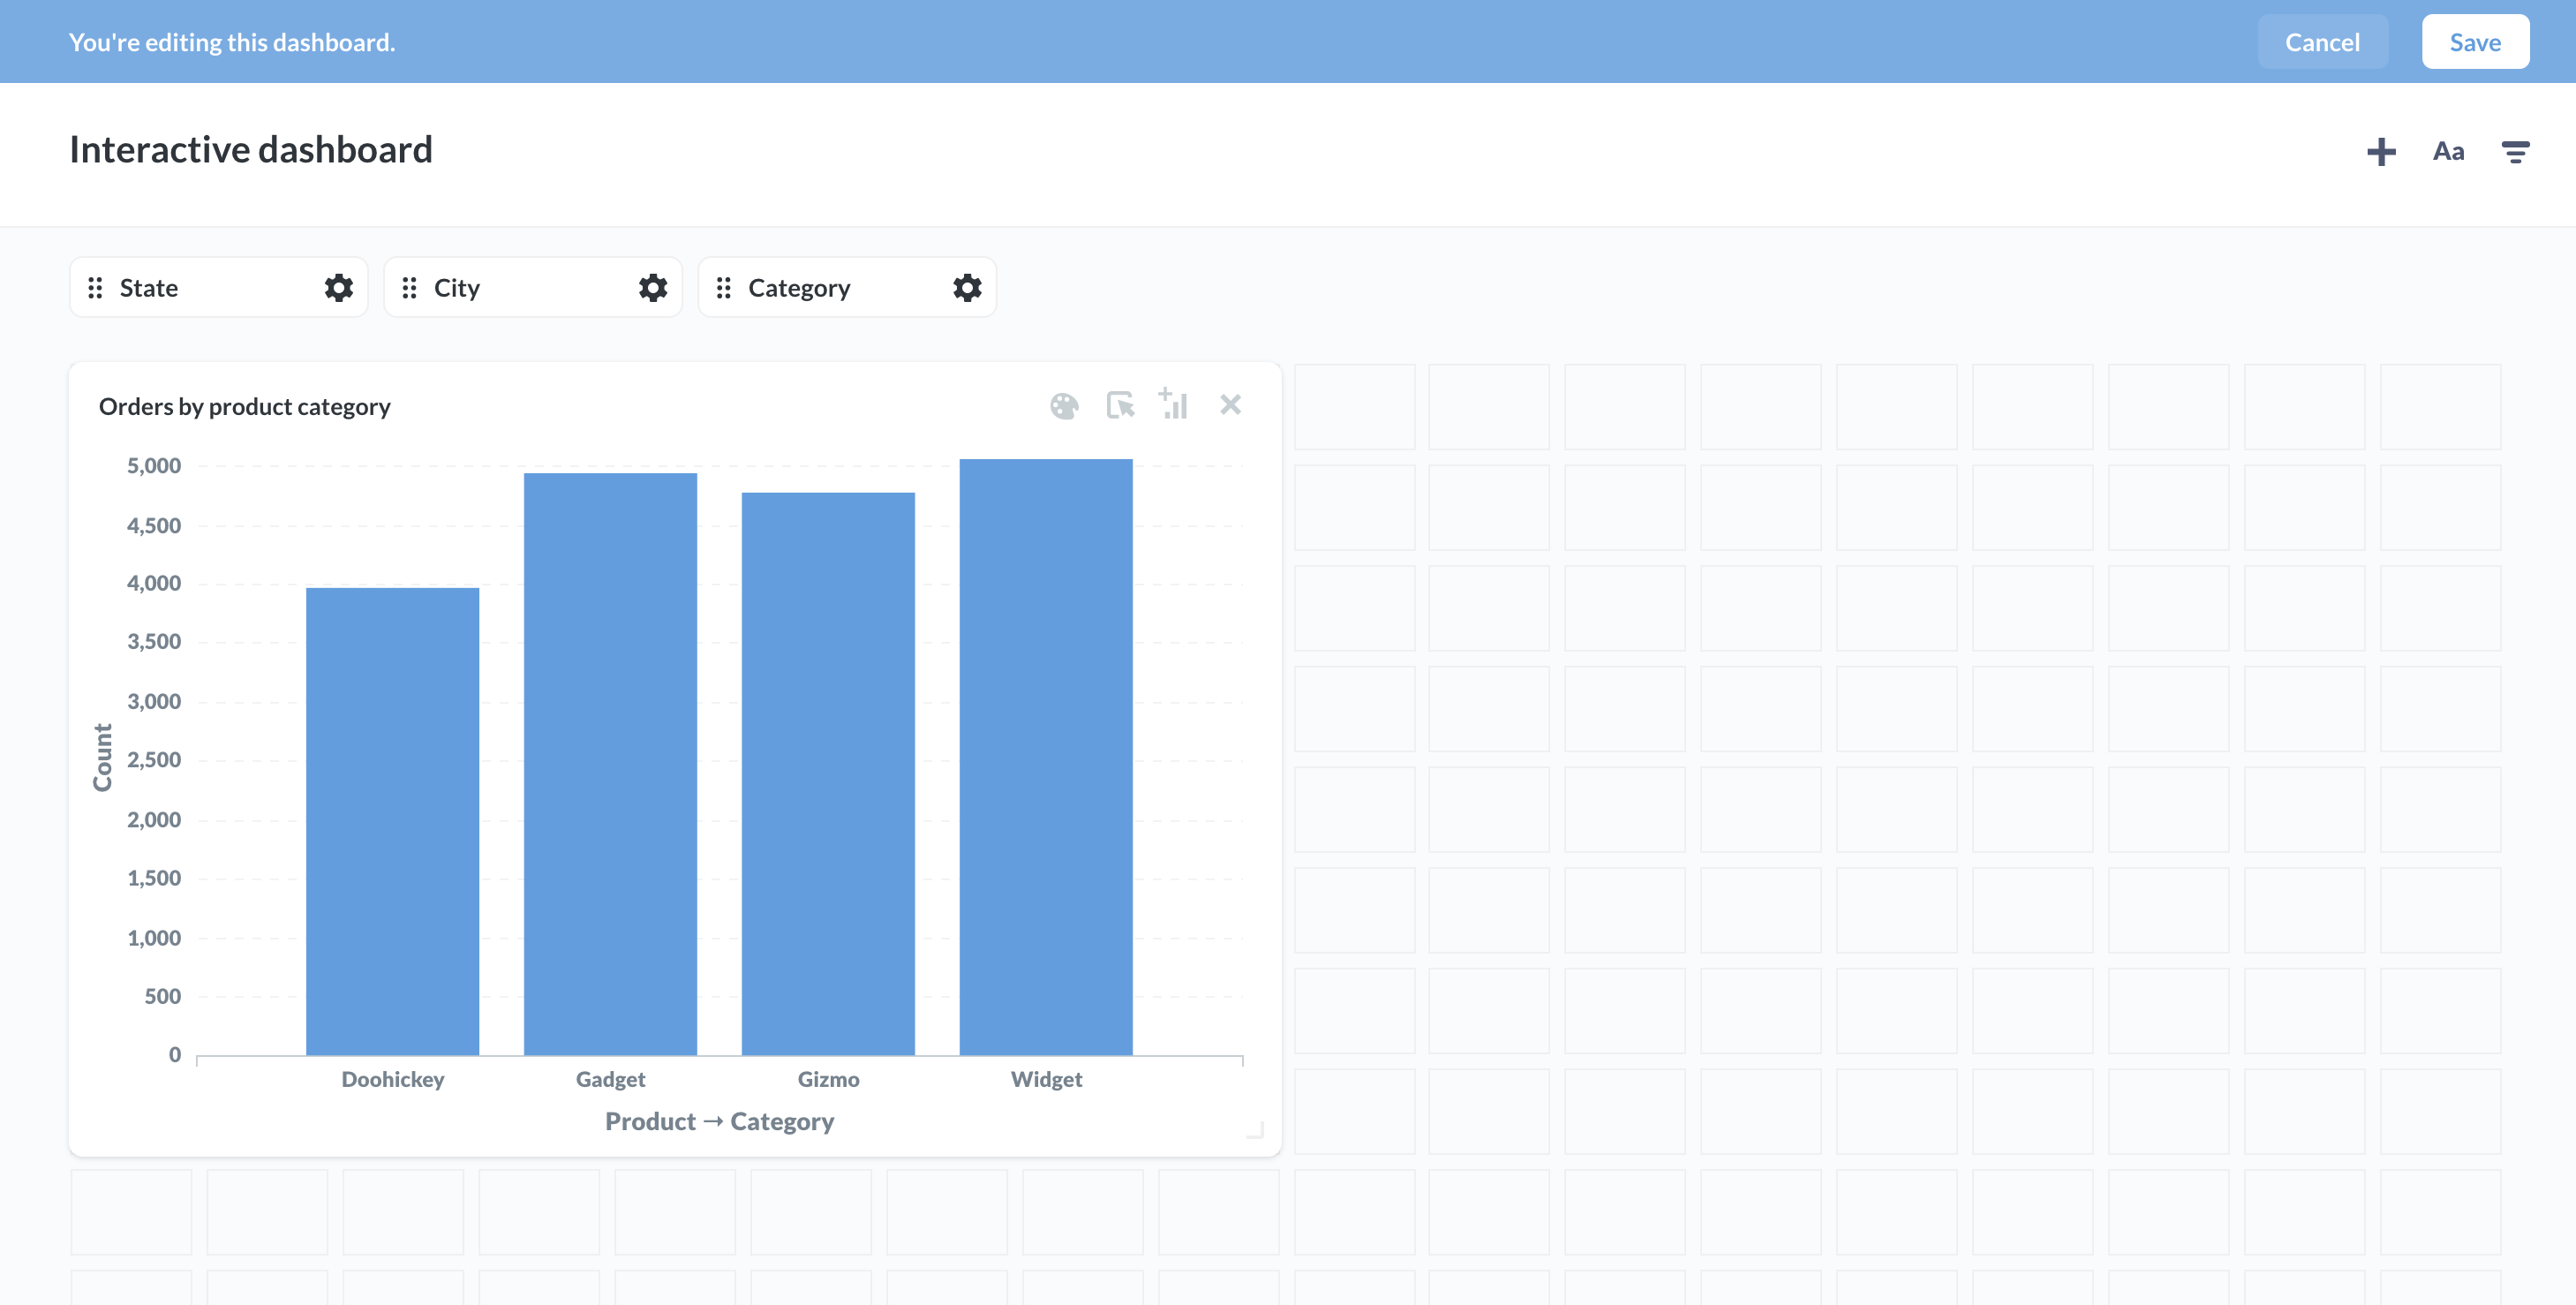 You're editing this dashboard.
Cancel
Save
Interactive dashboard
Aa
State
City
Category
Orders by product category
5,000
4,500
4,000
3,500
3,000
2,500
2,000
1,500
1,000
500
0
Count
Doohickey
Gadget
Gizmo
Widget
Product → Category